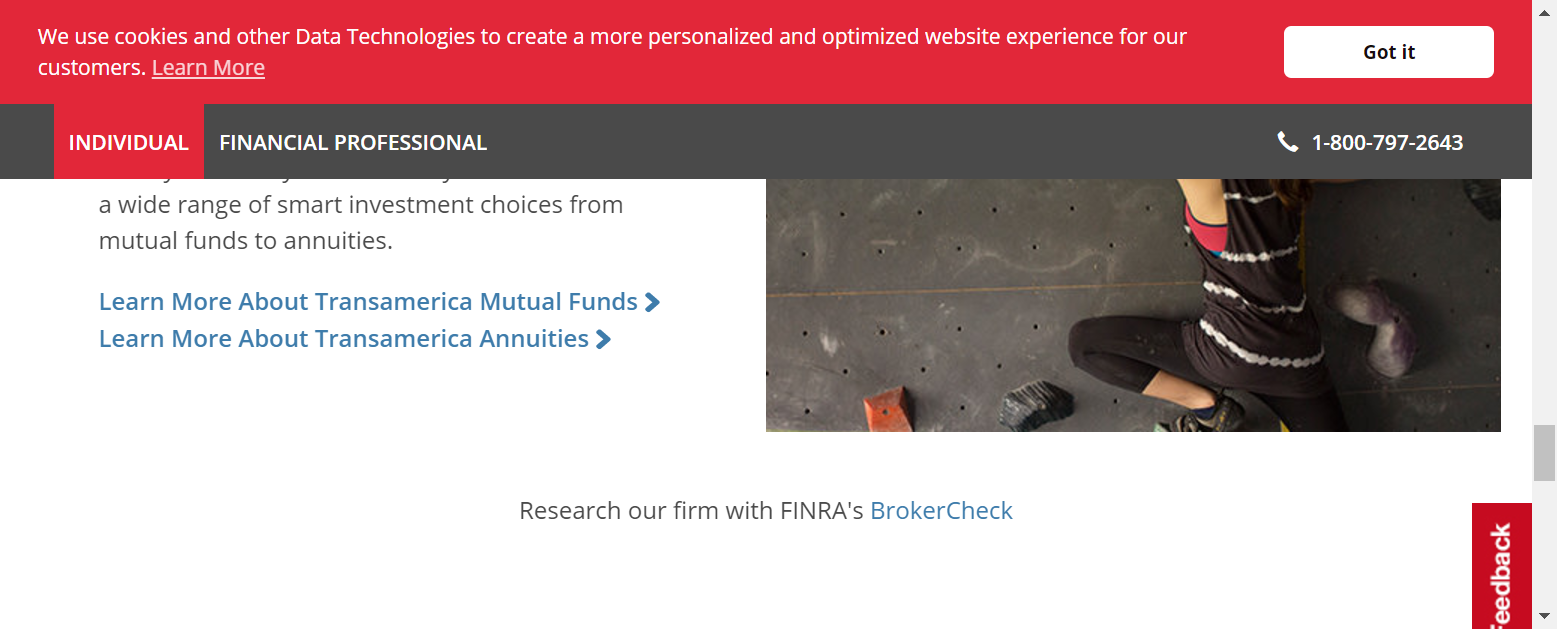 We use cookies and other Data Technologies to create a more personalized and optimized website experience for our
customers. Learn More
Got it
INDIVIDUAL
FINANCIAL PROFESSIONAL
1-800-797-2643
a wide range of smart investment choices from
mutual funds to annuities.
Learn More About Transamerica Mutual Funds
Learn More About Transamerica Annuities
Research our firm with FINRA's BrokerCheck
Feedback